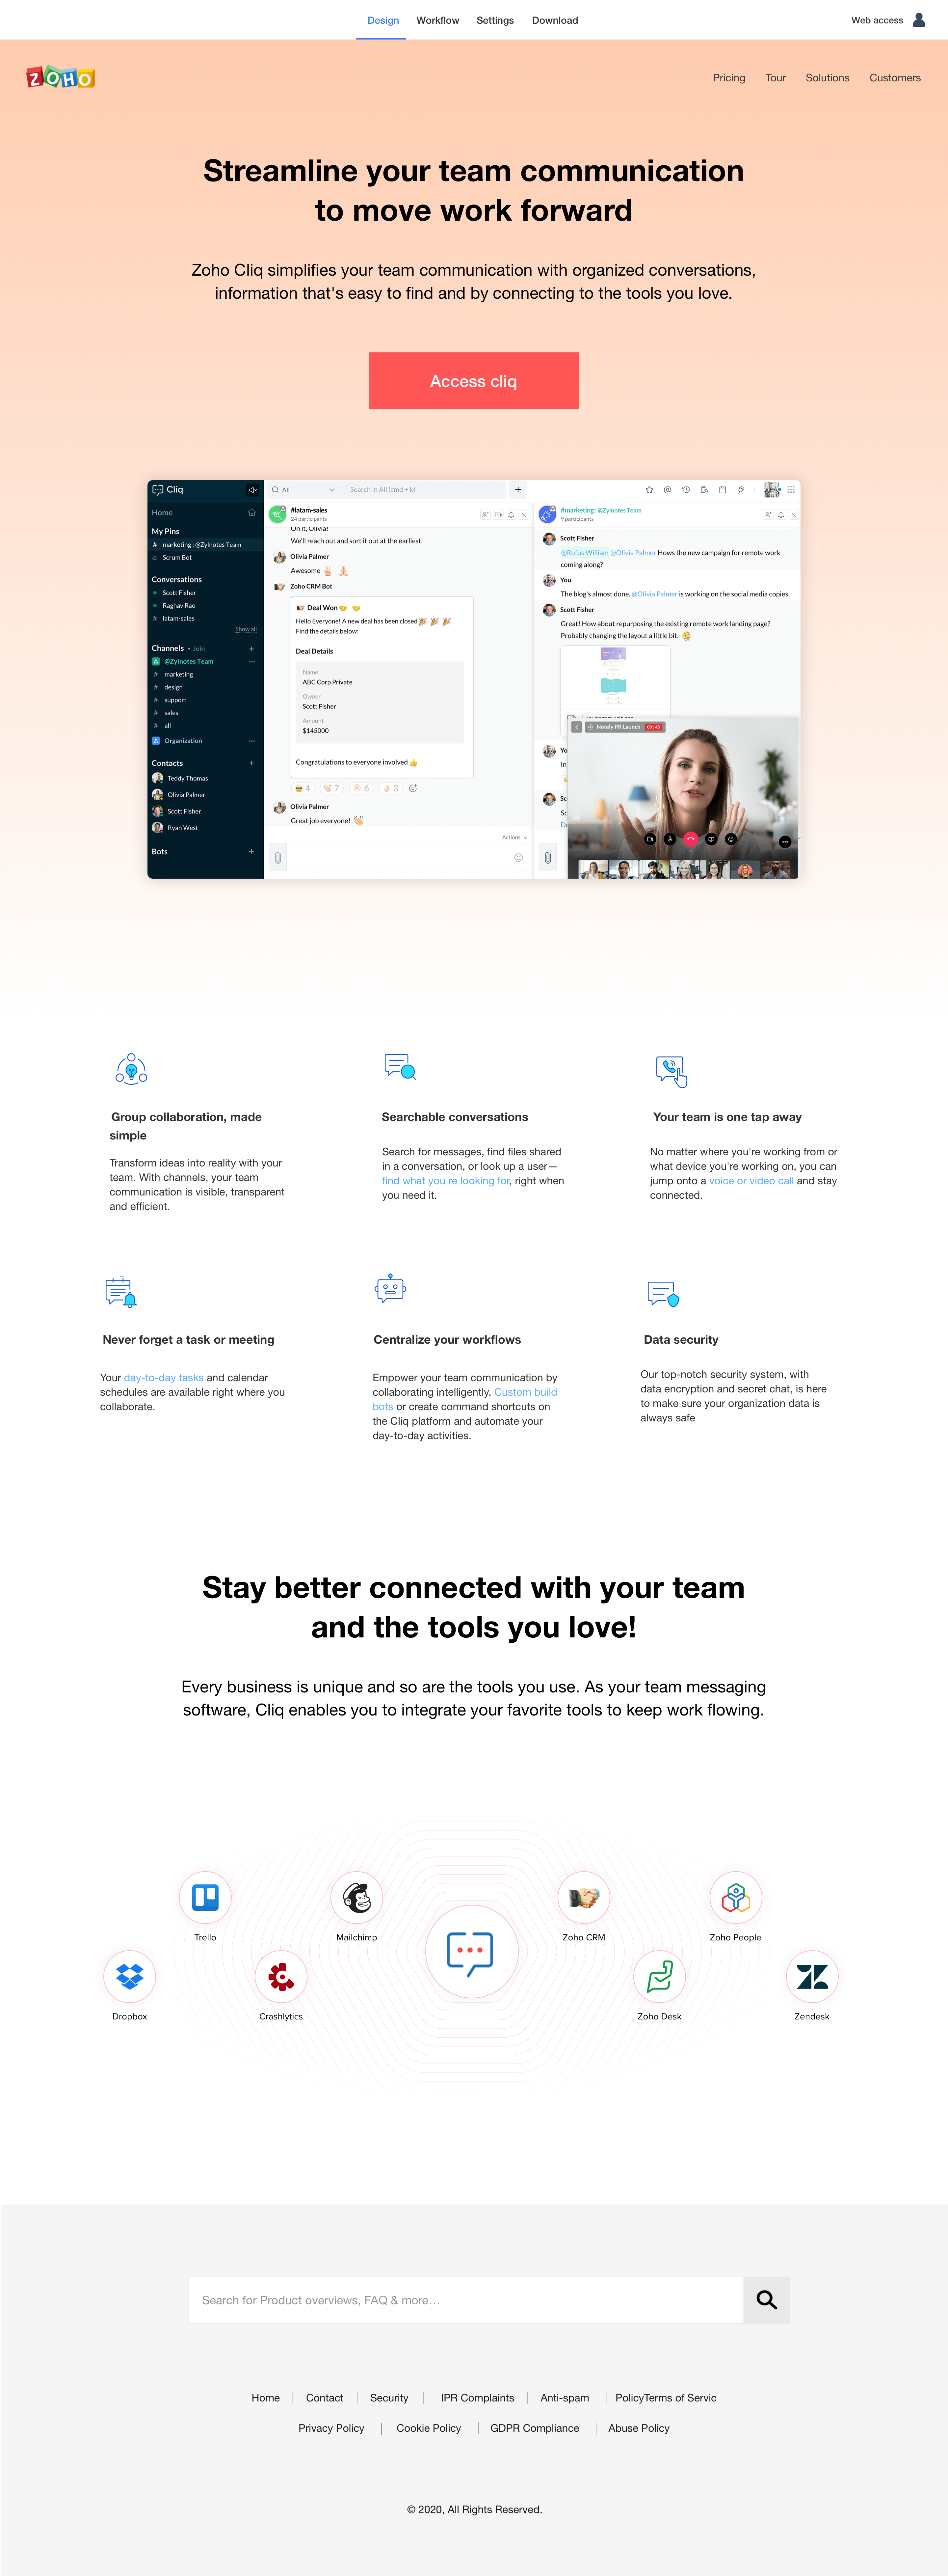 Design Workflow Settings Download
Web access
ZOHO
Pricing Tour Solutions Customers
Streamline your team communication
to move work forward
Zoho Cliq simplifies your team communication with organized conversations,
information that's easy to find and by connecting to the tools you love.
Access cliq
Cliq
Home
My Pins
# marketing : @Zylnotes Team
Scrum Bot
Conversations
Scott Fisher
Raghav Rao
# latam-sales
Show all
Channels • Join +
@Zylnotes Team
# marketing
# design
# support
# sales
# all
Organization
Contacts +
Teddy Thomas
Olivia Palmer
Scott Fisher
Ryan West
Bots +
All
Search in All (cmd + k)
+
#latam-sales
24 participants
On it, Olivia!
We'll reach out and sort it out at the earliest.
Olivia Palmer
Awesome
Zoho CRM Bot
Deal Won
Hello Everyone! A new deal has been closed
Find the details below:
Deal Details
Name
ABC Corp Private
Owner
Scott Fisher
Amount
$145000
Congratulations to everyone involved
4 7 6 3
Olivia Palmer
Great job everyone!
Actions
#marketing : @Zylnotes Team
9 participants
Scott Fisher
@Rufus William @Olivia Palmer Hows the new campaign for remote work
coming along?
You
The blog's almost done. @Olivia Palmer is working on the social media copies.
Scott Fisher
Great! How about repurposing the existing remote work landing page?
Probably changing the layout a little bit.
Yo
In
Sc
Sc
Notely PR Launch
Group collaboration, made
simple
Transform ideas into reality with your
team. With channels, your team
communication is visible, transparent
and efficient.
Searchable conversations
Search for messages, find files shared
in a conversation, or look up a user—
find what you're looking for, right when
you need it.
Your team is one tap away
No matter where you're working from or
what device you're working on, you can
jump onto a voice or video call and stay
connected.
Never forget a task or meeting
Your day-to-day tasks and calendar
schedules are available right where you
collaborate.
Centralize your workflows
Empower your team communication by
collaborating intelligently. Custom build
bots or create command shortcuts on
the Cliq platform and automate your
day-to-day activities.
Data security
Our top-notch security system, with
data encryption and secret chat, is here
to make sure your organization data is
always safe
Stay better connected with your team
and the tools you love!
Every business is unique and so are the tools you use. As your team messaging
software, Cliq enables you to integrate your favorite tools to keep work flowing.
Trello
Mailchimp
Zoho CRM
Zoho People
Dropbox
Crashlytics
Zoho Desk
Zendesk
Search for Product overviews, FAQ & more…
Home | Contact | Security | IPR Complaints | Anti-spam | PolicyTerms of Servic
Privacy Policy | Cookie Policy | GDPR Compliance | Abuse Policy
© 2020, All Rights Reserved.